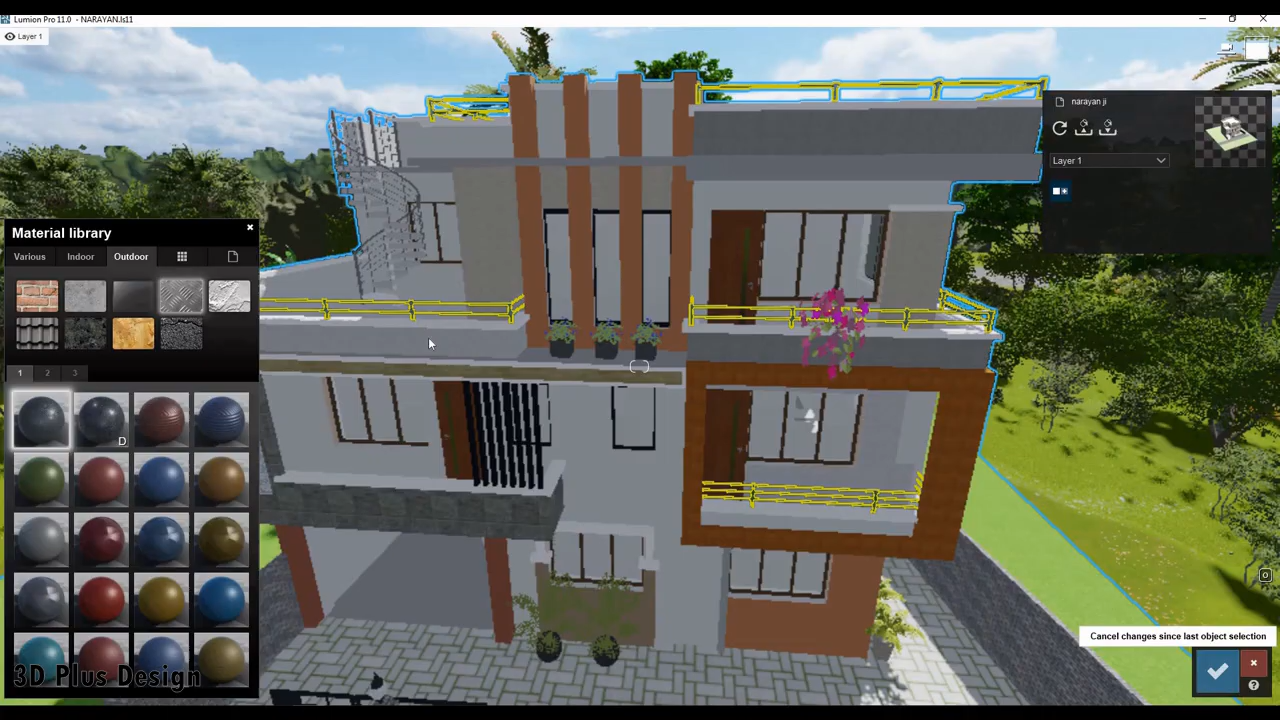 Lumion Pro 11.0 - NARAYAN.ls11
Layer 1
narayan ji
Layer 1
Material library
Various Indoor Outdoor
1 2 3
D
Cancel changes since last object selection
3D Plus Design